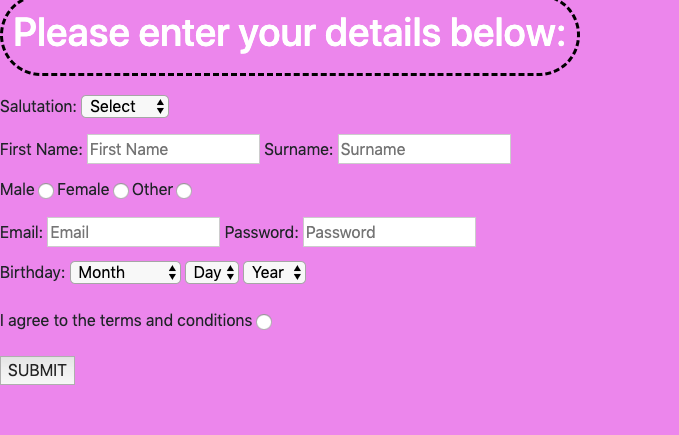 Please enter your details below:
Salutation: Select
First Name: First Name Surname: Surname
Male Female Other
Email: Email Password: Password
Birthday: Month Day Year
I agree to the terms and conditions
SUBMIT